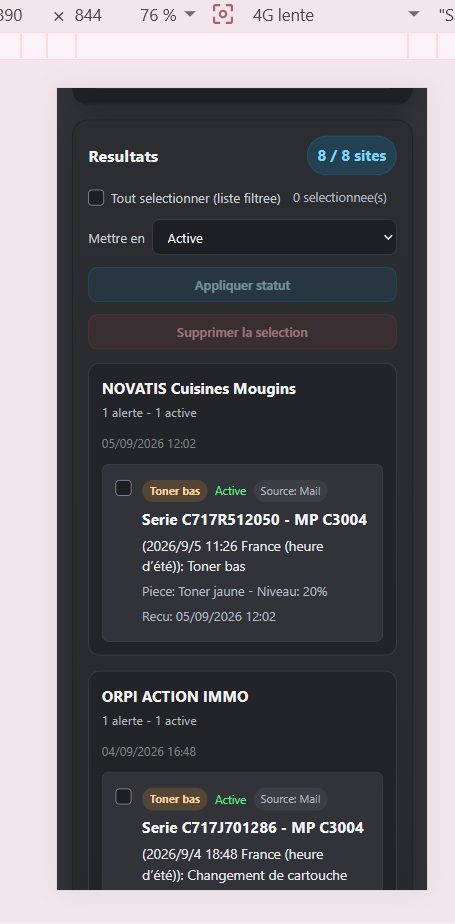 390 × 844 76 % 4G lente "Sa
Resultats 8 / 8 sites
Tout selectionner (liste filtree) 0 selectionnee(s)
Mettre en Active
Appliquer statut
Supprimer la selection
NOVATIS Cuisines Mougins
1 alerte - 1 active
05/09/2026 12:02
Toner bas Active Source: Mail
Serie C717R512050 - MP C3004
(2026/9/5 11:26 France (heure
d’été)): Toner bas
Piece: Toner jaune - Niveau: 20%
Recu: 05/09/2026 12:02
ORPI ACTION IMMO
1 alerte - 1 active
04/09/2026 16:48
Toner bas Active Source: Mail
Serie C717J701286 - MP C3004
(2026/9/4 18:48 France (heure
d’été)): Changement de cartouche